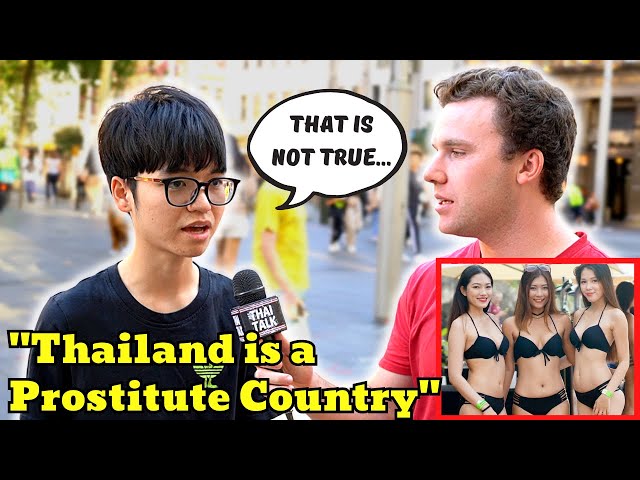 THAT IS
NOT TRUE...
THAI
TALK
"Thailand is a
Prostitute Country"